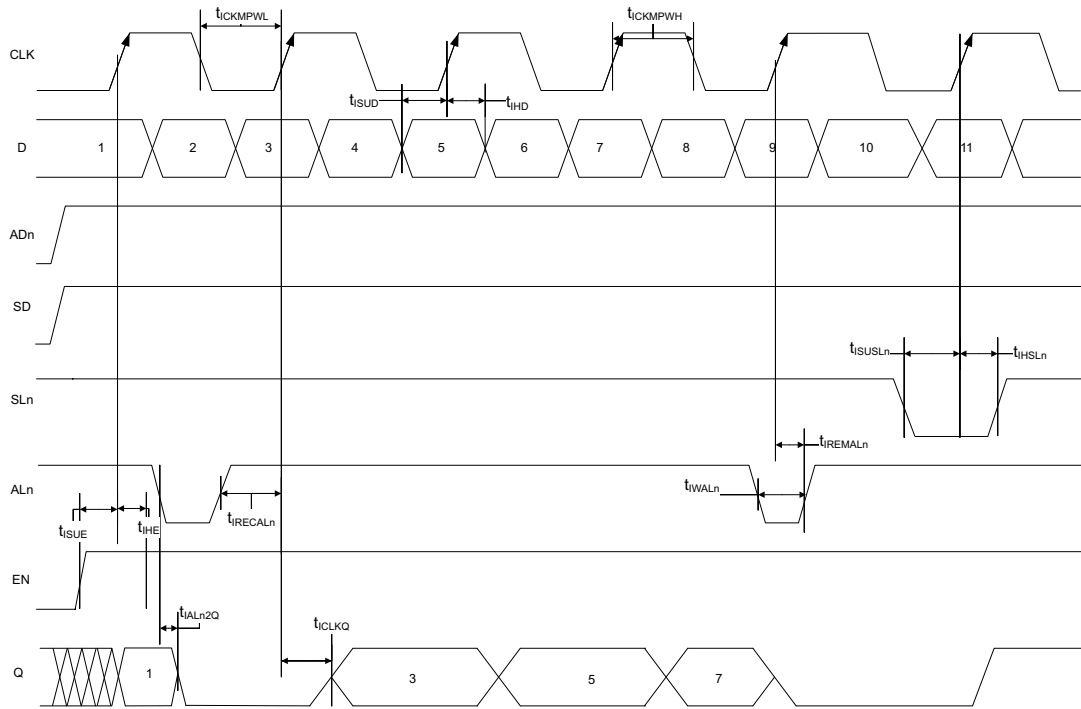 tICKMPWL
tICKMPWH
CLK
tISUD
tIHD
D
1 2 3 4 5 6 7 8 9 10 11
ADn
SD
tISUSLn
tIHSLn
SLn
tIREMALn
ALn
tIWALn
tISUE
tIHE
tIRECALn
EN
tIALn2Q
tICLKQ
Q
1 3 5 7